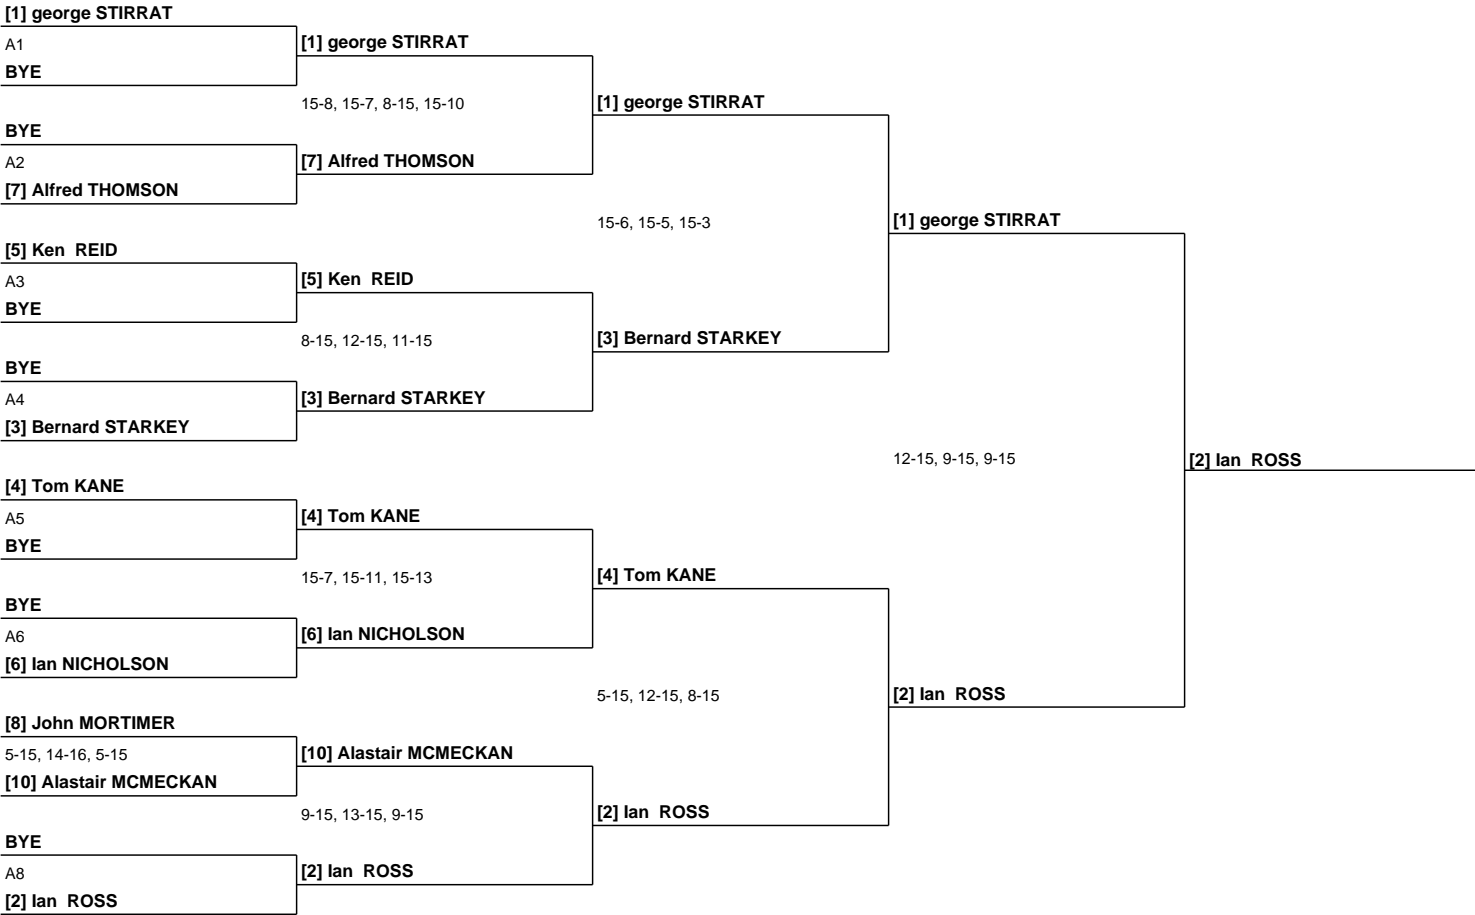 [1] george STIRRAT
A1
BYE
BYE
A2
[7] Alfred THOMSON
[5] Ken  REID
A3
BYE
BYE
A4
[3] Bernard STARKEY
[4] Tom KANE
A5
BYE
BYE
A6
[6] Ian NICHOLSON
[8] John MORTIMER
5-15, 14-16, 5-15
[10] Alastair MCMECKAN
BYE
A8
[2] Ian  ROSS
[1] george STIRRAT
15-8, 15-7, 8-15, 15-10
[7] Alfred THOMSON
[5] Ken  REID
8-15, 12-15, 11-15
[3] Bernard STARKEY
[4] Tom KANE
15-7, 15-11, 15-13
[6] Ian NICHOLSON
[10] Alastair MCMECKAN
9-15, 13-15, 9-15
[2] Ian  ROSS
[1] george STIRRAT
15-6, 15-5, 15-3
[3] Bernard STARKEY
[4] Tom KANE
5-15, 12-15, 8-15
[2] Ian  ROSS
[1] george STIRRAT
12-15, 9-15, 9-15
[2] Ian  ROSS
[2] Ian  ROSS